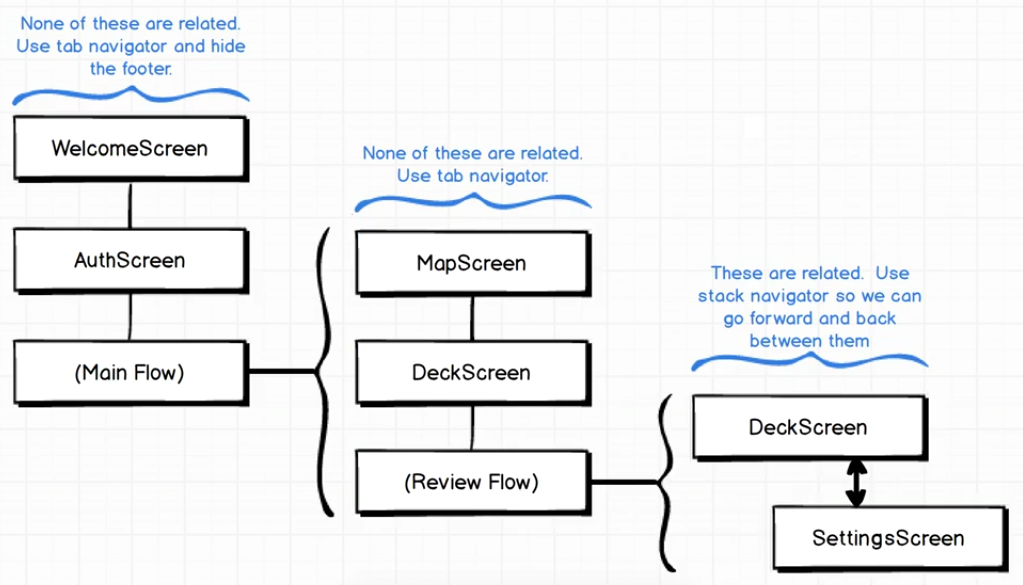 None of these are related.
Use tab navigator and hide
the footer.
WelcomeScreen
AuthScreen
(Main Flow)
None of these are related.
Use tab navigator.
MapScreen
DeckScreen
(Review Flow)
These are related.  Use
stack navigator so we can
go forward and back
between them
DeckScreen
SettingsScreen